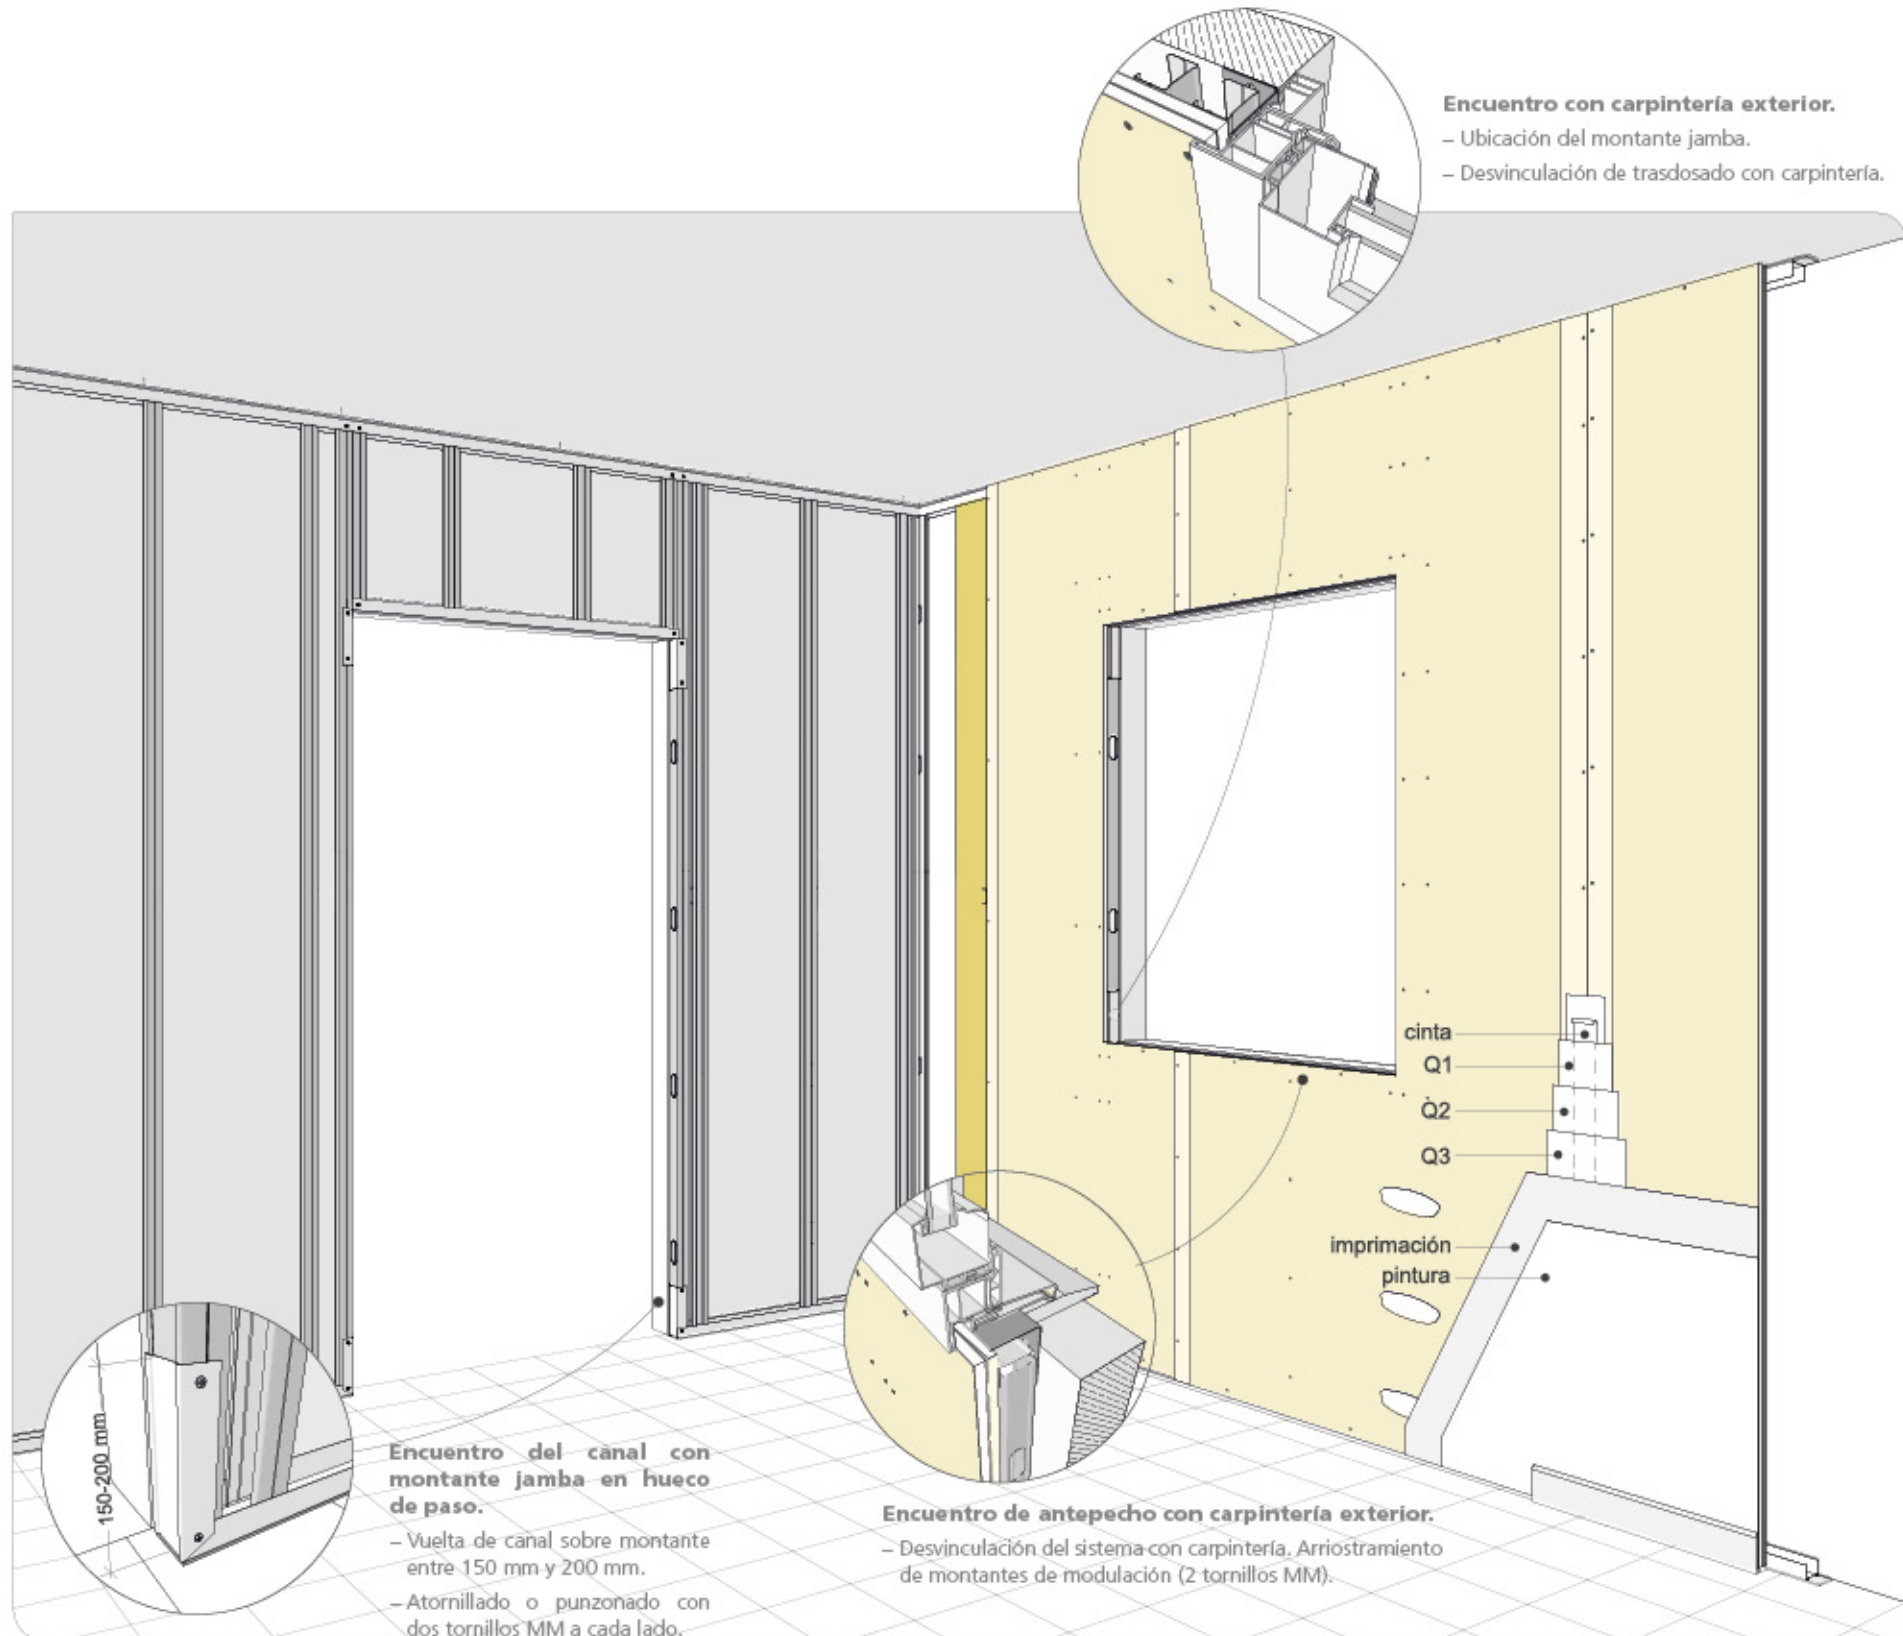 Encuentro con carpintería exterior.
– Ubicación del montante jamba.
– Desvinculación de trasdosado con carpintería.
cinta
Q1
Q2
Q3
imprimación
pintura
150-200 mm
Encuentro del canal con
montante jamba en hueco
de paso.
– Vuelta de canal sobre montante
entre 150 mm y 200 mm.
– Atornillado o punzonado con
dos tornillos MM a cada lado.
Encuentro de antepecho con carpintería exterior.
– Desvinculación del sistema con carpintería. Arriostramiento
de montantes de modulación (2 tornillos MM).